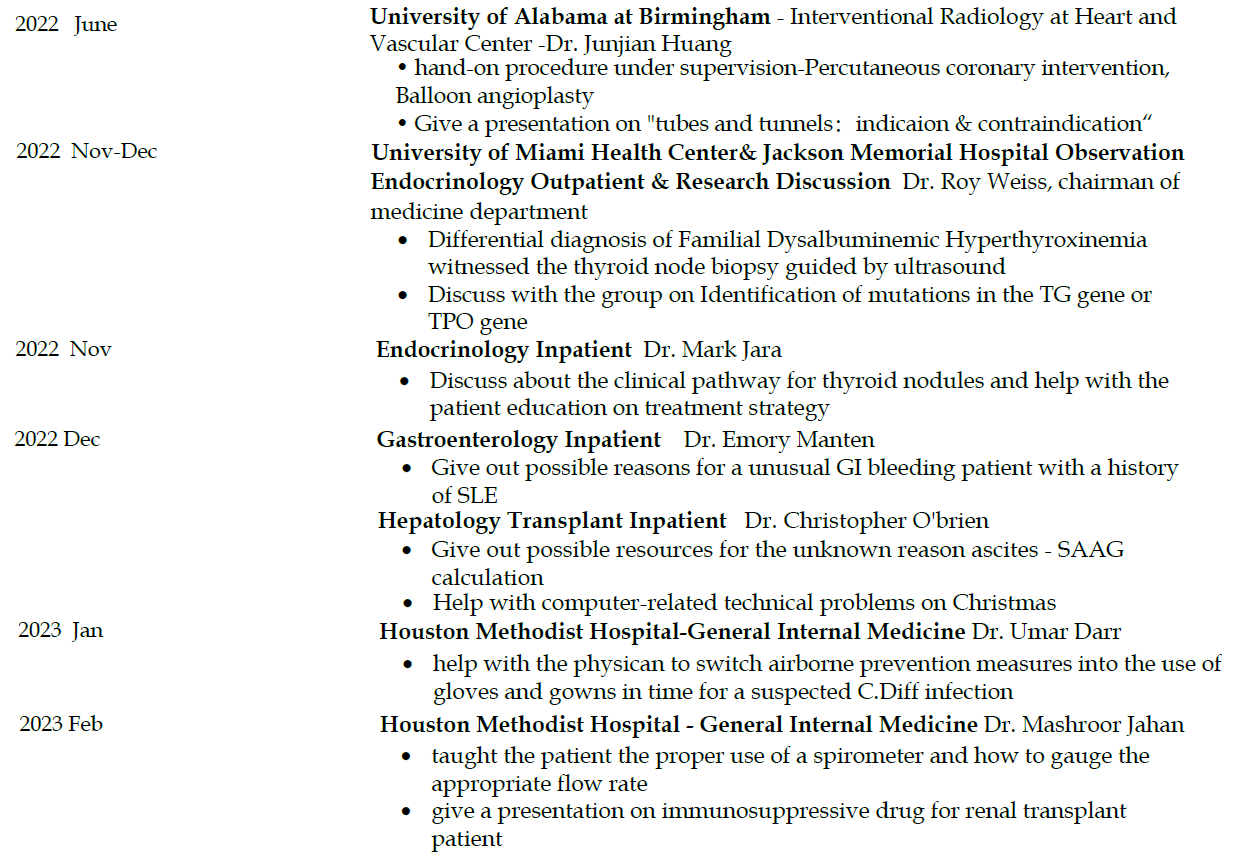 2022 June University of Alabama at Birmingham - Interventional Radiology at Heart and
Vascular Center -Dr. Junjian Huang
• hand-on procedure under supervision-Percutaneous coronary intervention,
Balloon angioplasty
• Give a presentation on "tubes and tunnels：indicaion & contraindication“
2022 Nov-Dec University of Miami Health Center& Jackson Memorial Hospital Observation
Endocrinology Outpatient & Research Discussion Dr. Roy Weiss, chairman of
medicine department
• Differential diagnosis of Familial Dysalbuminemic Hyperthyroxinemia
witnessed the thyroid node biopsy guided by ultrasound
• Discuss with the group on Identification of mutations in the TG gene or
TPO gene
2022 Nov Endocrinology Inpatient Dr. Mark Jara
• Discuss about the clinical pathway for thyroid nodules and help with the
patient education on treatment strategy
2022 Dec Gastroenterology Inpatient Dr. Emory Manten
• Give out possible reasons for a unusual GI bleeding patient with a history
of SLE
Hepatology Transplant Inpatient Dr. Christopher O'brien
• Give out possible resources for the unknown reason ascites - SAAG
calculation
• Help with computer-related technical problems on Christmas
2023 Jan Houston Methodist Hospital-General Internal Medicine Dr. Umar Darr
• help with the physican to switch airborne prevention measures into the use of
gloves and gowns in time for a suspected C.Diff infection
2023 Feb Houston Methodist Hospital - General Internal Medicine Dr. Mashroor Jahan
• taught the patient the proper use of a spirometer and how to gauge the
appropriate flow rate
• give a presentation on immunosuppressive drug for renal transplant
patient